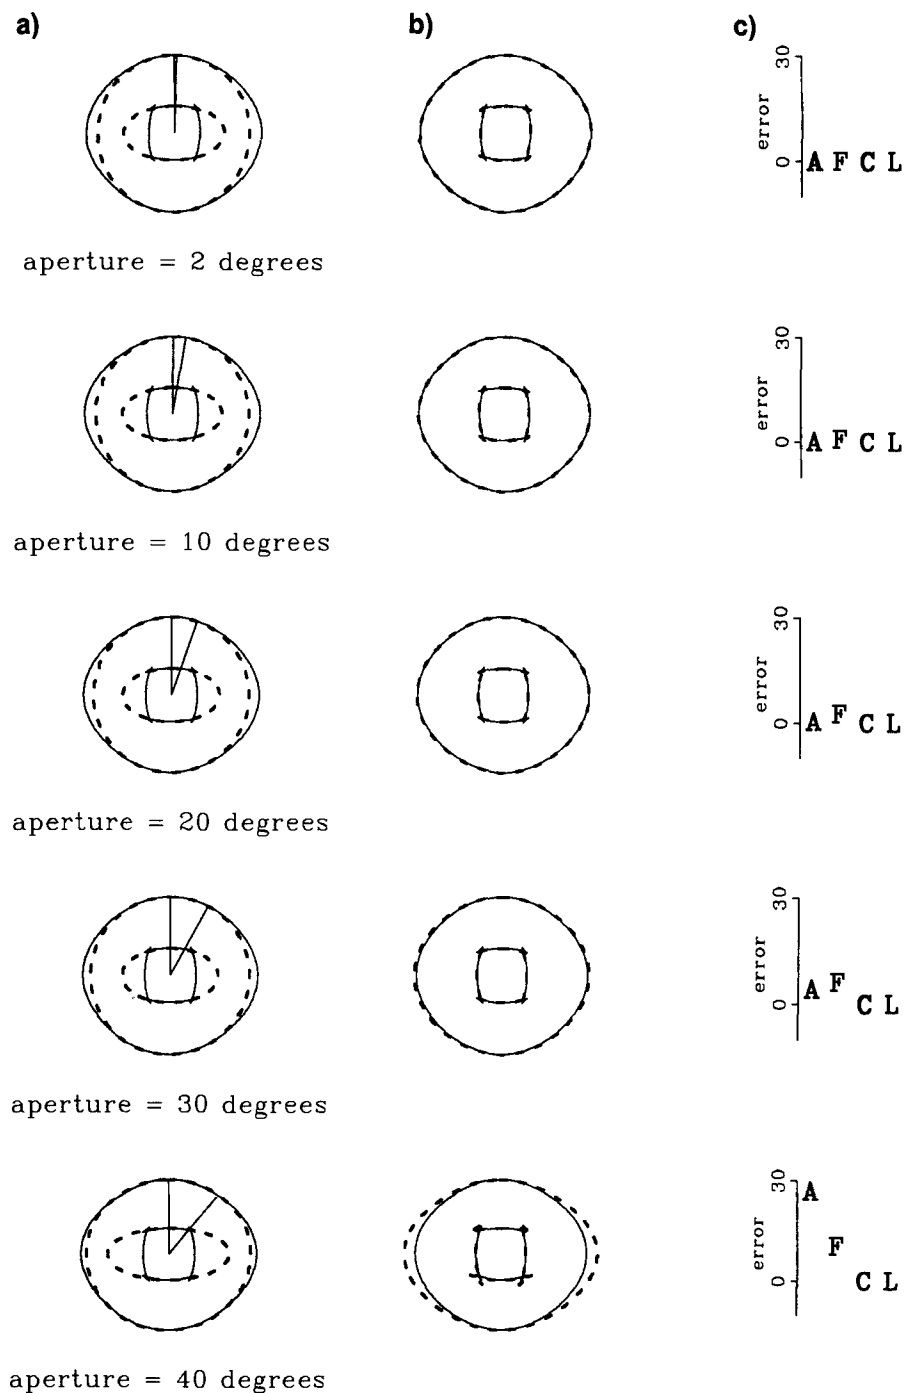 a)
b)
c)
30
error
0
A F C L
aperture = 2 degrees
30
error
0
A F C L
aperture = 10 degrees
30
error
0
A F C L
aperture = 20 degrees
30
error
0
A F C L
aperture = 30 degrees
30
error
0
A F C L
aperture = 40 degrees